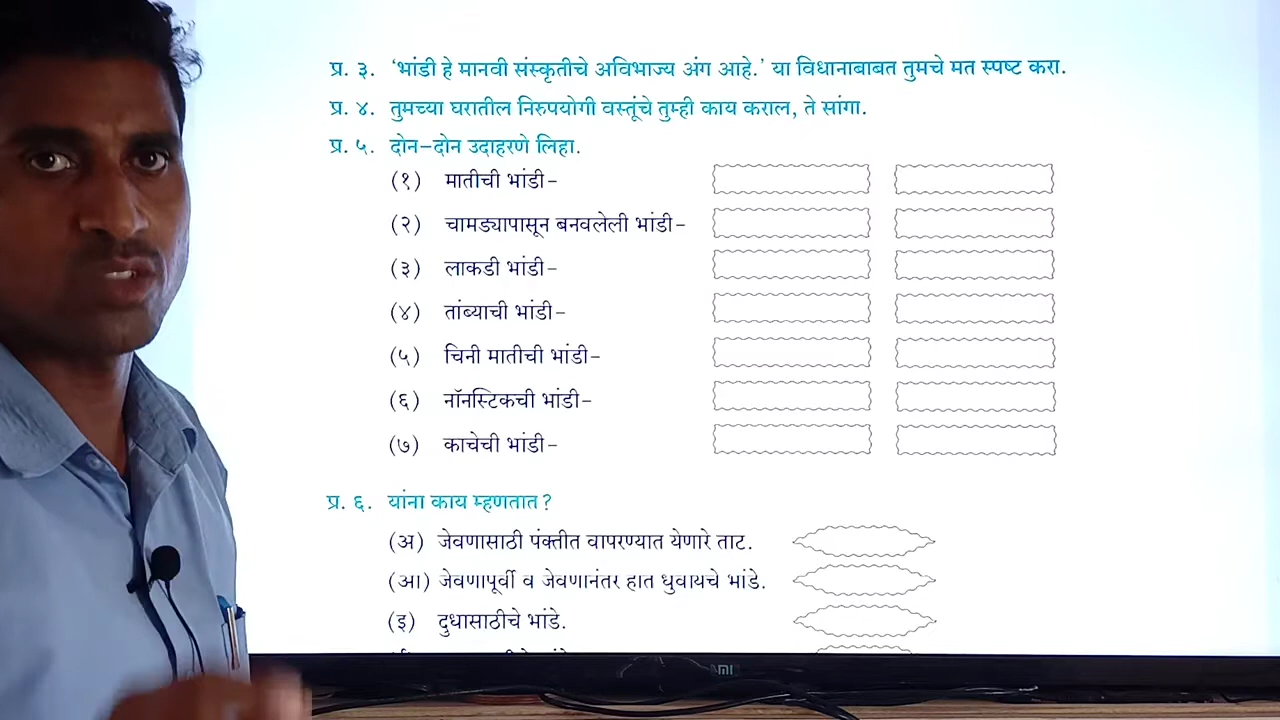 प्र. ३. ‘भांडी हे मानवी संस्कृतीचे अविभाज्य अंग आहे.’ या विधानाबाबत तुमचे मत स्पष्ट करा.
प्र. ४. तुमच्या घरातील निरुपयोगी वस्तूंचे तुम्ही काय कराल, ते सांगा.
प्र. ५. दोन-दोन उदाहरणे लिहा.
(१) मातीची भांडी-
(२) चामड्यापासून बनवलेली भांडी-
(३) लाकडी भांडी-
(४) तांब्याची भांडी-
(५) चिनी मातीची भांडी-
(६) नॉनस्टिकची भांडी-
(७) काचेची भांडी-
प्र. ६. यांना काय म्हणतात?
(अ) जेवणासाठी पंक्तीत वापरण्यात येणारे ताट.
(आ) जेवणापूर्वी व जेवणानंतर हात धुवायचे भांडे.
(इ) दुधासाठीचे भांडे.
mi